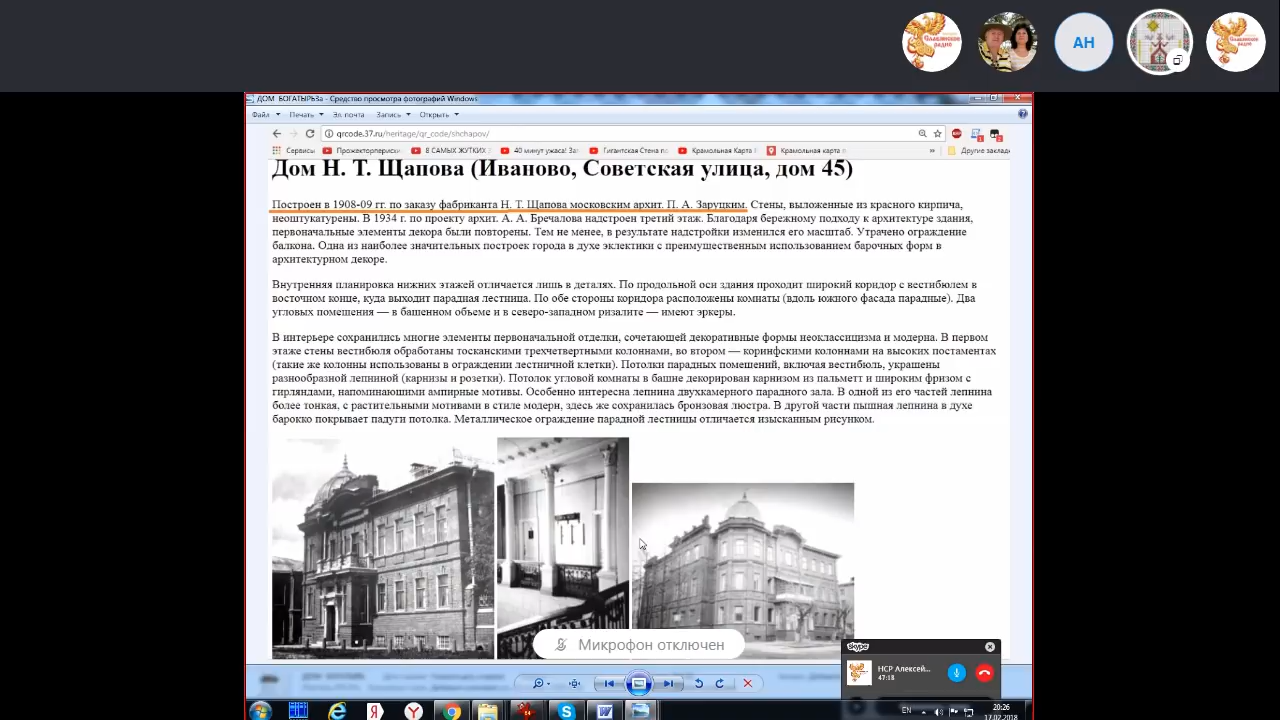 АН
ДОМ БОГАТЫРЬ3a - Средство просмотра фотографий Windows
Файл Печать Эл. почта Запись Открыть
qrcode.37.ru/heritage/qr_code/shchapov/
Сервисы Прожекторпериски 8 САМЫХ ЖУТКИХ 40 минут ужаса! Заг Гигантская Стена по Крамольная Карта Крамольная карта » Другие заклад
Дом Н. Т. Щапова (Иваново, Советская улица, дом 45)
Построен в 1908-09 гг. по заказу фабриканта Н. Т. Щапова московским архит. П. А. Заруцким. Стены, выложенные из красного кирпича,
неоштукатурены. В 1934 г. по проекту архит. А. А. Бречалова надстроен третий этаж. Благодаря бережному подходу к архитектуре здания,
первоначальные элементы декора были повторены. Тем не менее, в результате надстройки изменился его масштаб. Утрачено ограждение
балкона. Одна из наиболее значительных построек города в духе эклектики с преимущественным использованием барочных форм в
архитектурном декоре.
Внутренняя планировка нижних этажей отличается лишь в деталях. По продольной оси здания проходит широкий коридор с вестибюлем в
восточном конце, куда выходит парадная лестница. По обе стороны коридора расположены комнаты (вдоль южного фасада парадные). Два
угловых помещения — в башенном объеме и в северо-западном ризалите — имеют эркеры.
В интерьере сохранились многие элементы первоначальной отделки, сочетающей декоративные формы неоклассицизма и модерна. В первом
этаже стены вестибюля обработаны тосканскими трехчетвертными колоннами, во втором — коринфскими колоннами на высоких постаментах
(такие же колонны использованы в ограждении лестничной клетки). Потолки парадных помещений, включая вестибюль, украшены
разнообразной лепниной (карнизы и розетки). Потолок угловой комнаты в башне декорирован карнизом из пальметт и широким фризом с
гирляндами, напоминающими ампирные мотивы. Особенно интересна лепнина двухкамерного парадного зала. В одной из его частей лепнина
более тонкая, с растительными мотивами в стиле модерн, здесь же сохранилась бронзовая люстра. В другой части пышная лепнина в духе
барокко покрывает падуги потолка. Металлическое ограждение парадной лестницы отличается изысканным рисунком.
Микрофон отключен
skype
НСР Алексей...
47:18
EN
20:26
17.02.2018